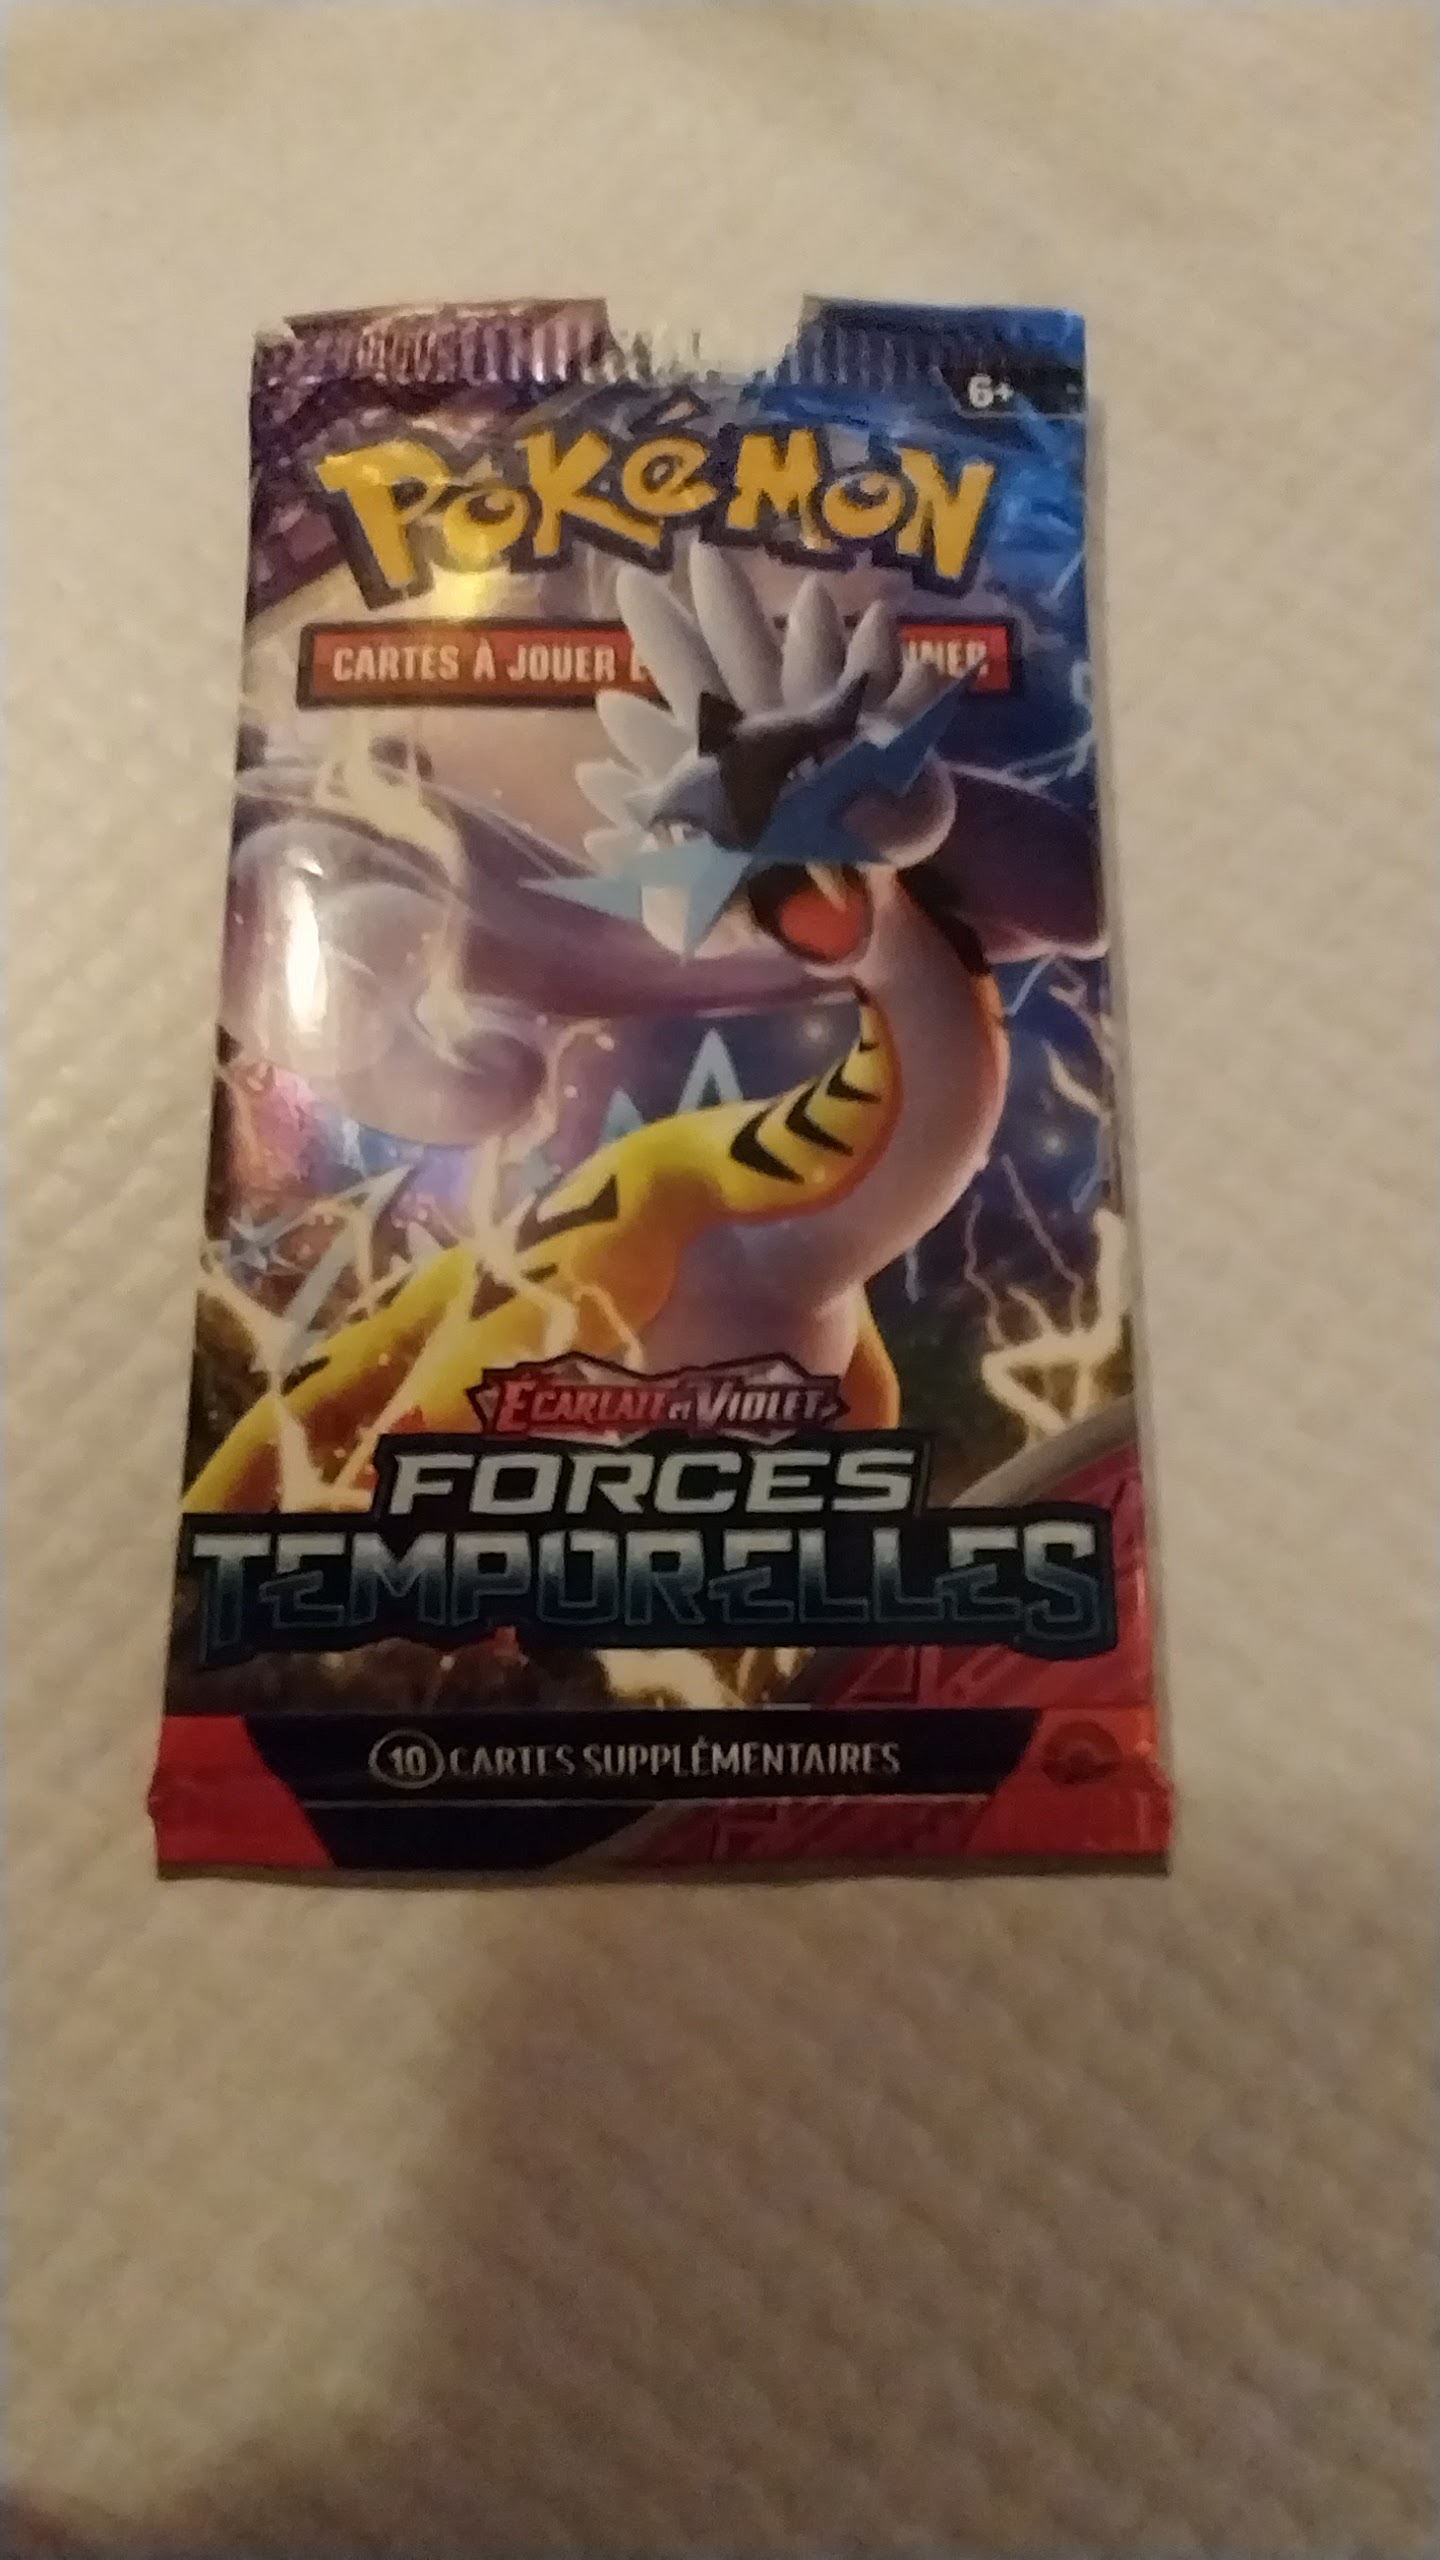 6+
POKéMON
CARTES À JOUER
ÉCARLATE ET VIOLET
FORCES
TEMPORELLES
10 CARTES SUPPLÉMENTAIRES